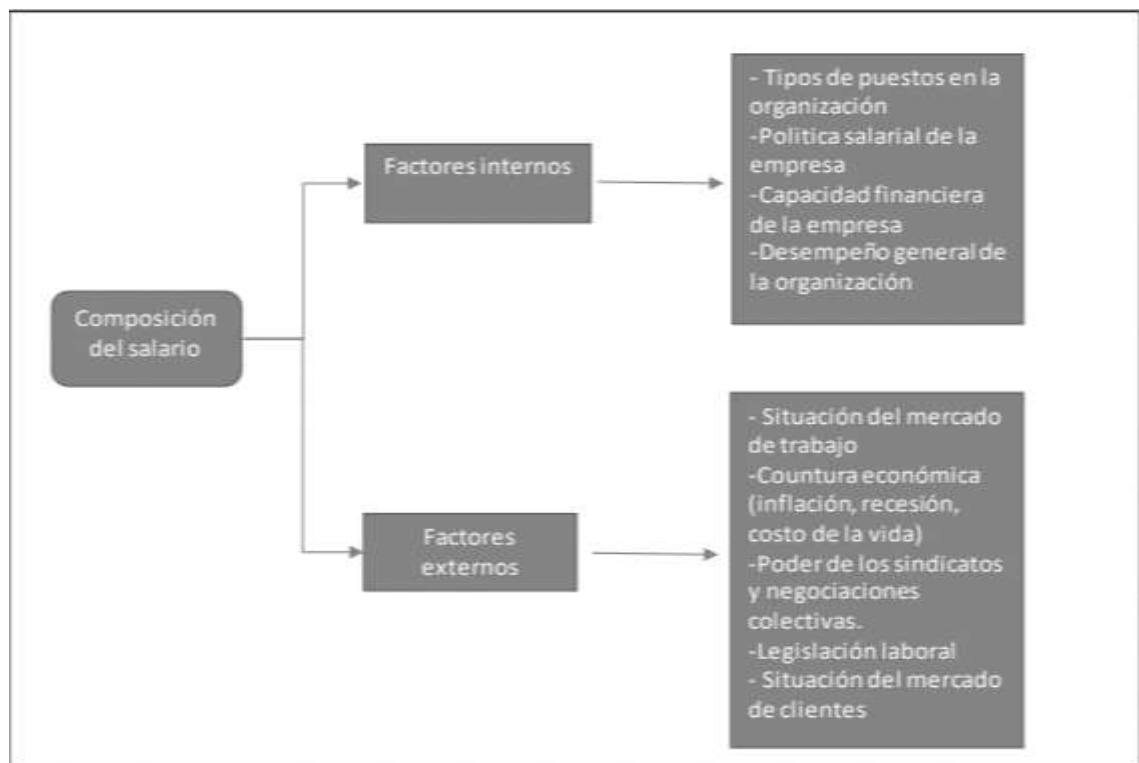 Composición
del salario
Factores internos
- Tipos de puestos en la
organización
-Politica salarial de la
empresa
-Capacidad financiera
de la empresa
-Desempeño general de
la organización
Factores
externos
- Situación del mercado
de trabajo
-Countura económica
(inflación, recesión,
costo de la vida)
-Poder de los sindicatos
y negociaciones
colectivas.
-Legislación laboral
- Situación del mercado
de clientes